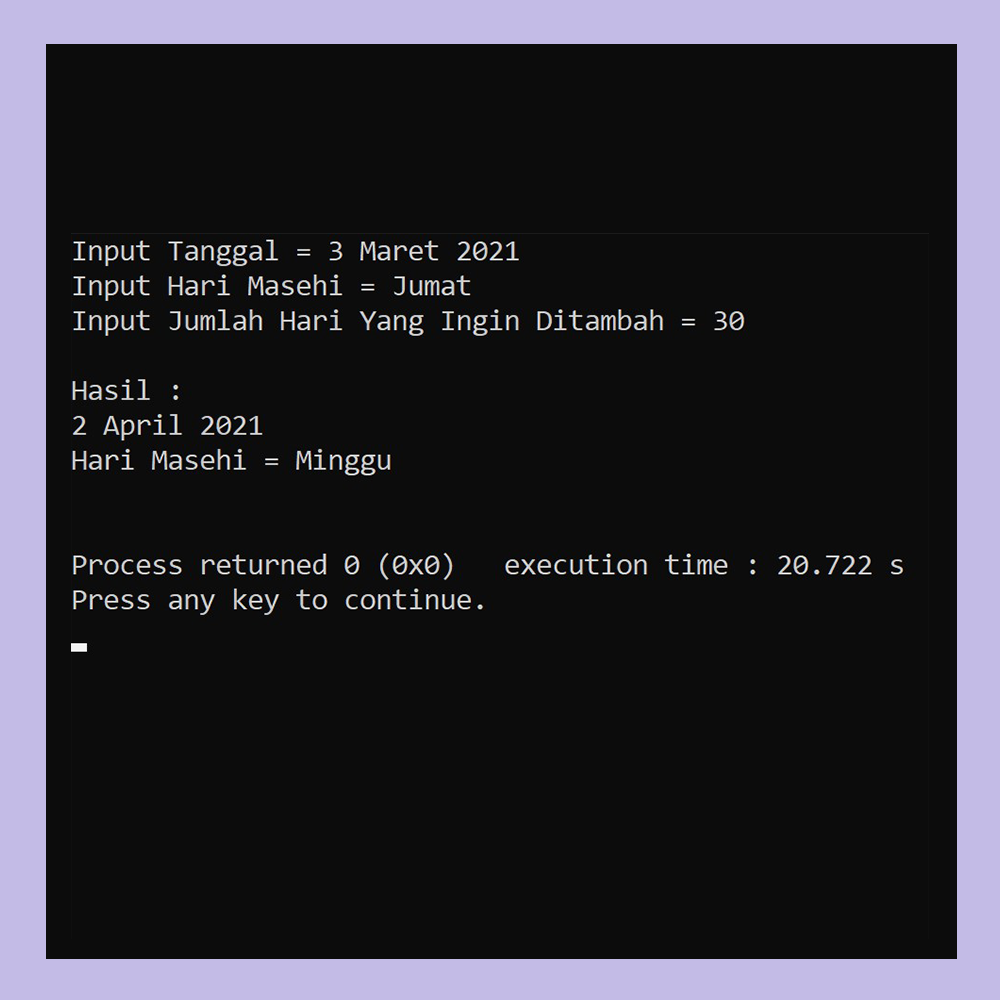 Input Tanggal = 3 Maret 2021
Input Hari Masehi = Jumat
Input Jumlah Hari Yang Ingin Ditambah = 30
Hasil :
2 April 2021
Hari Masehi = Minggu
Process returned 0 (0x0)   execution time : 20.722 s
Press any key to continue.